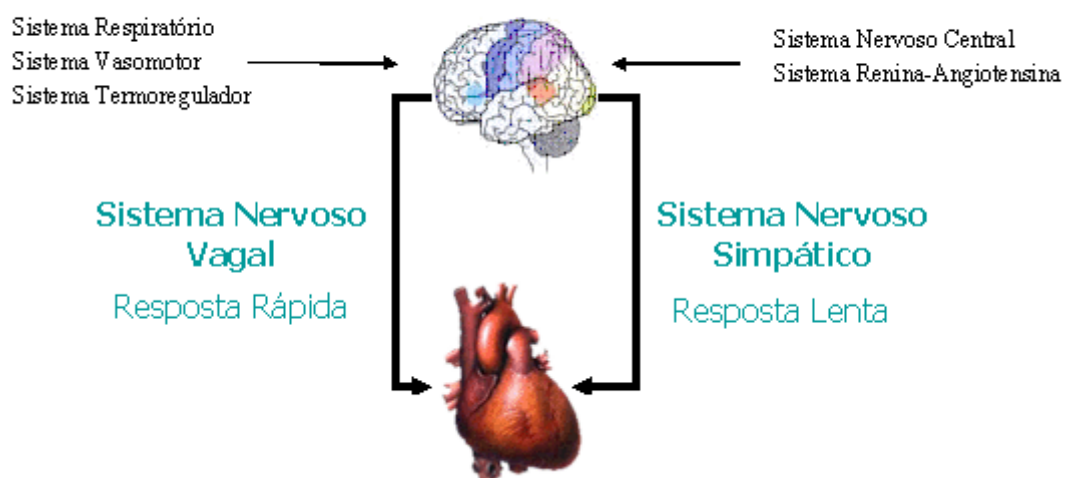 Sistema Respiratório
Sistema Vasomotor
Sistema Termoregulador
Sistema Nervoso Central
Sistema Renina-Angiotensina
Sistema Nervoso
Vagal
Resposta Rápida
Sistema Nervoso
Simpático
Resposta Lenta